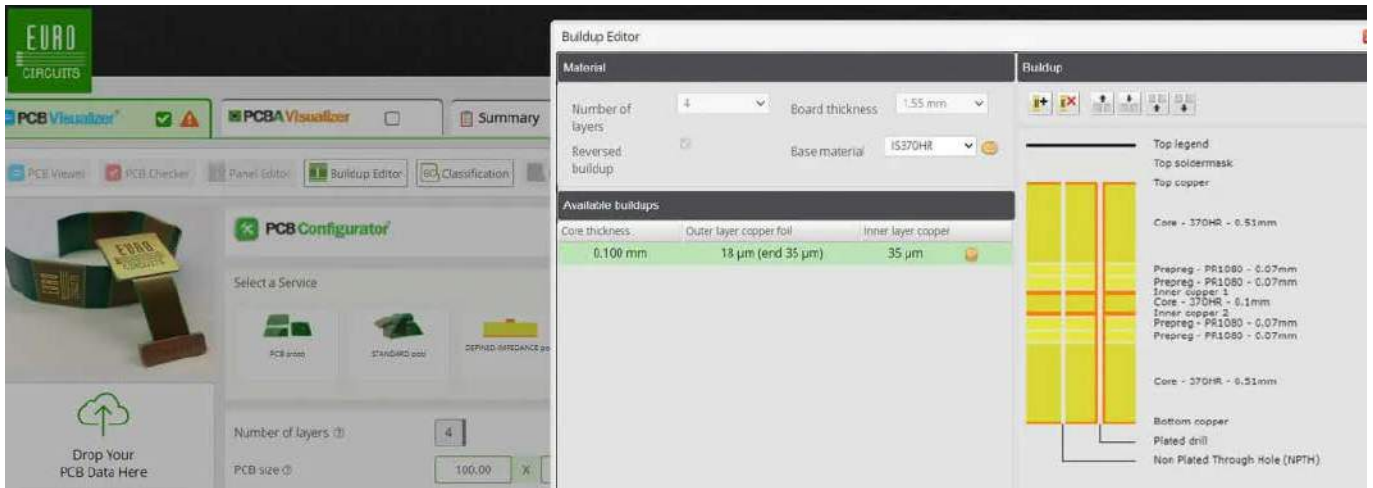 EURO
CIRCUITS
PCB Visualizer
PCBA Visualizer
Summary
PCB Viewer
PCB Checker
Panel Editor
Buildup Editor
Classification
PCB Configurator
EURO
CIRCUITS
Select a Service
PCB proto
STANDARD pool
DEFINED IMPEDANCE po
Number of layers
4
PCB size
100.00 X
Drop Your
PCB Data Here
Buildup Editor
Material
Number of
layers
4
Board thickness
1.55 mm
Reversed
buildup
Base material
IS370HR
Available buildups
Core thickness
Outer layer copper foil
Inner layer copper
0.100 mm
18 µm (end 35 µm)
35 µm
Buildup
Top legend
Top soldermask
Top copper
Core - 370HR - 0.51mm
Prepreg - PR1080 - 0.07mm
Prepreg - PR1080 - 0.07mm
Inner copper 1
Core - 370HR - 0.1mm
Inner copper 2
Prepreg - PR1080 - 0.07mm
Prepreg - PR1080 - 0.07mm
Core - 370HR - 0.51mm
Bottom copper
Plated drill
Non Plated Through Hole (NPTH)